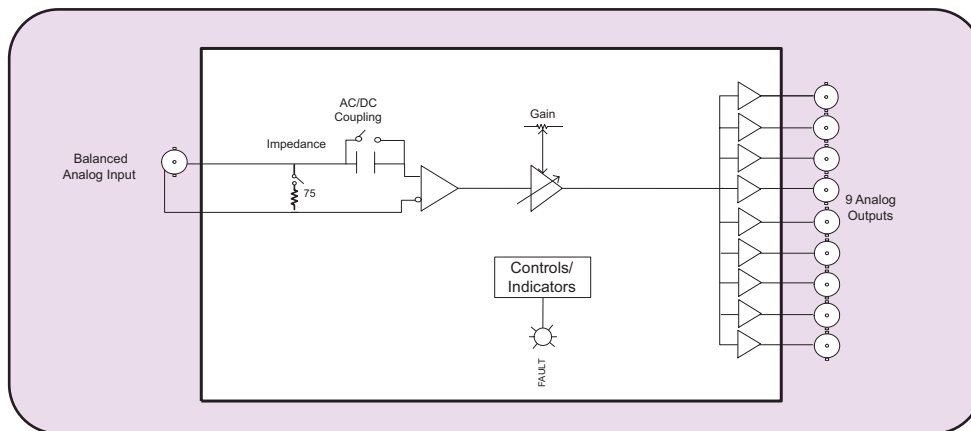 AC/DC
Coupling
Gain
Impedance
Balanced
Analog Input
75
9 Analog
Outputs
Controls/
Indicators
FAULT